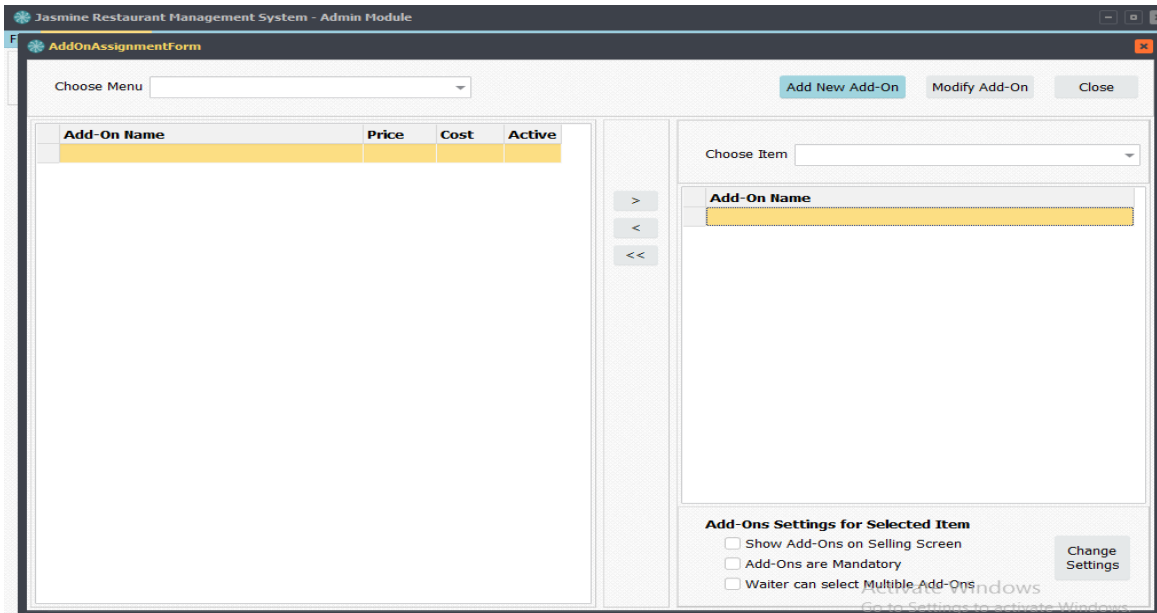 Jasmine Restaurant Management System - Admin Module
F
AddOnAssignmentForm
Choose Menu
Add New Add-On
Modify Add-On
Close
Add-On Name Price Cost Active
Choose Item
>
<
<<
Add-On Name
Add-Ons Settings for Selected Item
Show Add-Ons on Selling Screen
Add-Ons are Mandatory
Waiter can select Multiple Add-Ons
Change
Settings
Activate Windows
Go to Settings to activate Windows.